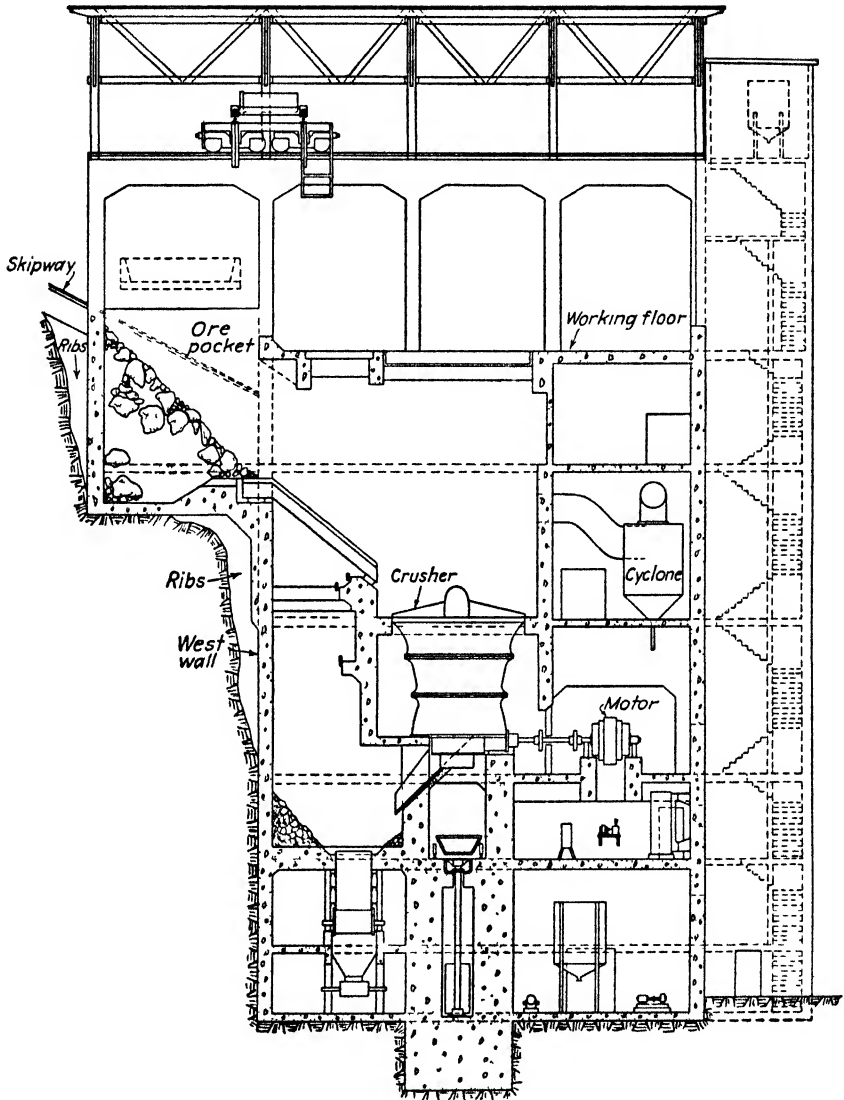 Skipway
Ribs
Ore
pocket
Working floor
Ribs
Crusher
Cyclone
West
wall
Motor